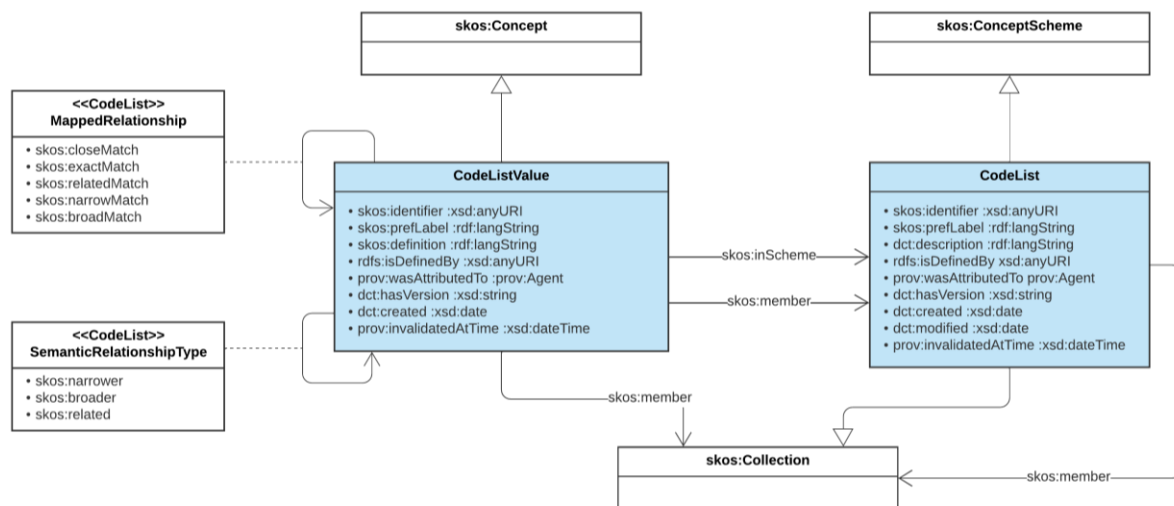 skos:Concept
skos:ConceptScheme
<<CodeList>>
MappedRelationship
• skos:closeMatch
• skos:exactMatch
• skos:relatedMatch
• skos:narrowMatch
• skos:broadMatch
CodeListValue
• skos:identifier :xsd:anyURI
• skos:prefLabel :rdf:langString
• skos:definition :rdf:langString
• rdfs:isDefinedBy :xsd:anyURI
• prov:wasAttributedTo :prov:Agent
• dct:hasVersion :xsd:string
• dct:created :xsd:date
• prov:invalidatedAtTime :xsd:dateTime
skos:inScheme
skos:member
CodeList
• skos:identifier :xsd:anyURI
• skos:prefLabel :rdf:langString
• dct:description :rdf:langString
• rdfs:isDefinedBy xsd:anyURI
• prov:wasAttributedTo prov:Agent
• dct:hasVersion :xsd:string
• dct:created :xsd:date
• dct:modified :xsd:date
• prov:invalidatedAtTime :xsd:dateTime
<<CodeList>>
SemanticRelationshipType
• skos:narrower
• skos:broader
• skos:related
skos:member
skos:Collection
skos:member